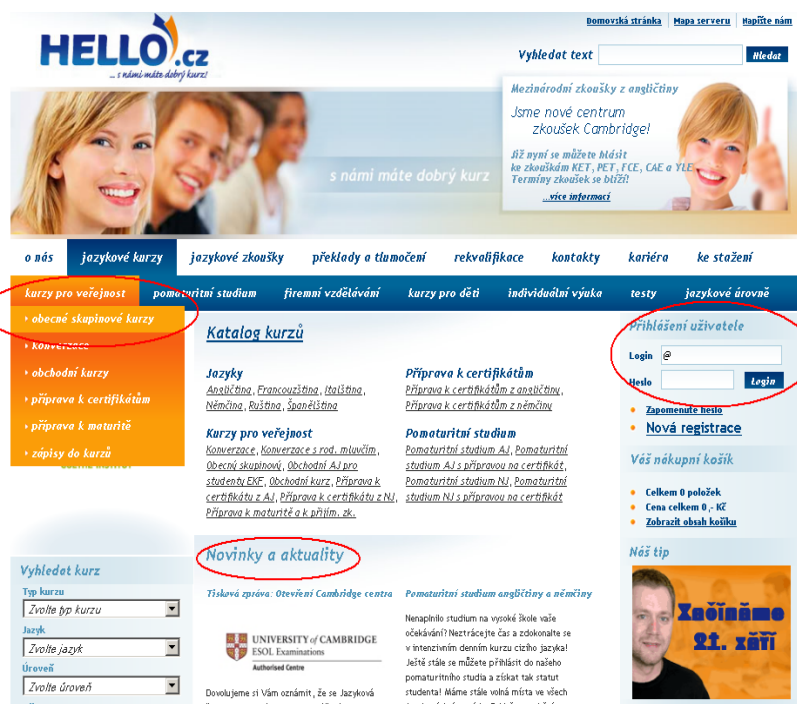 Domovská stránka | Mapa serveru | Napište nám
HELLO.cz
... s námi máte dobrý kurz!
Vyhledat text
Hledat
Mezinárodní zkoušky z angličtiny
Jsme nové centrum
zkoušek Cambridge!
Již nyní se můžete hlásit
ke zkouškám KET, PET, FCE, CAE a YLE
Termíny zkoušek se blíží!
...více informací
s námi máte dobrý kurz
o nás jazykové kurzy jazykové zkoušky překlady a tlumočení rekvalifikace kontakty kariéra ke stažení
kurzy pro veřejnost pomaturitní studium firemní vzdělávání kurzy pro děti individuální výuka testy jazykové úrovně
obecné skupinové kurzy
konverzace
obchodní kurzy
příprava k certifikátům
příprava k maturitě
zápisy do kurzů
Katalog kurzů
Jazyky
Angličtina, Francouzština, Italština,
Němčina, Ruština, Španělština
Kurzy pro veřejnost
Konverzace, Konverzace s rod. mluvčím,
Obecný skupinový, Obchodní AJ pro
studenty EKF, Obchodní kurz, Příprava k
certifikátu z AJ, Příprava k certifikátu z NJ,
Příprava k maturitě a k přijím. zk.
Příprava k certifikátům
Příprava k certifikátům z angličtiny,
Příprava k certifikátům z němčiny
Pomaturitní studium
Pomaturitní studium AJ, Pomaturitní
studium AJ s přípravou na certifikát,
Pomaturitní studium NJ, Pomaturitní
studium NJ s přípravou na certifikát
Přihlášení uživatele
Login @
Heslo
Login
Zapomenuté heslo
Nová registrace
Váš nákupní košík
Celkem 0 položek
Cena celkem 0,- Kč
Zobrazit obsah košíku
Náš tip
Začínáme
21. září
Vyhledat kurz
Typ kurzu
Zvolte typ kurzu
Jazyk
Zvolte jazyk
Úroveň
Zvolte úroveň
Novinky a aktuality
Tisková zpráva: Otevření Cambridge centra
UNIVERSITY of CAMBRIDGE
ESOL Examinations
Authorised Centre
Dovolujeme si Vám oznámit, že se Jazyková
Pomaturitní studium angličtiny a němčiny
Nenaplnilo studium na vysoké škole vaše
očekávání? Neztrácejte čas a zdokonalte se
v intenzivním denním kurzu cizího jazyka!
Ještě stále se můžete přihlásit do našeho
pomaturitního studia a získat tak statut
studenta! Máme stále volná místa ve všech